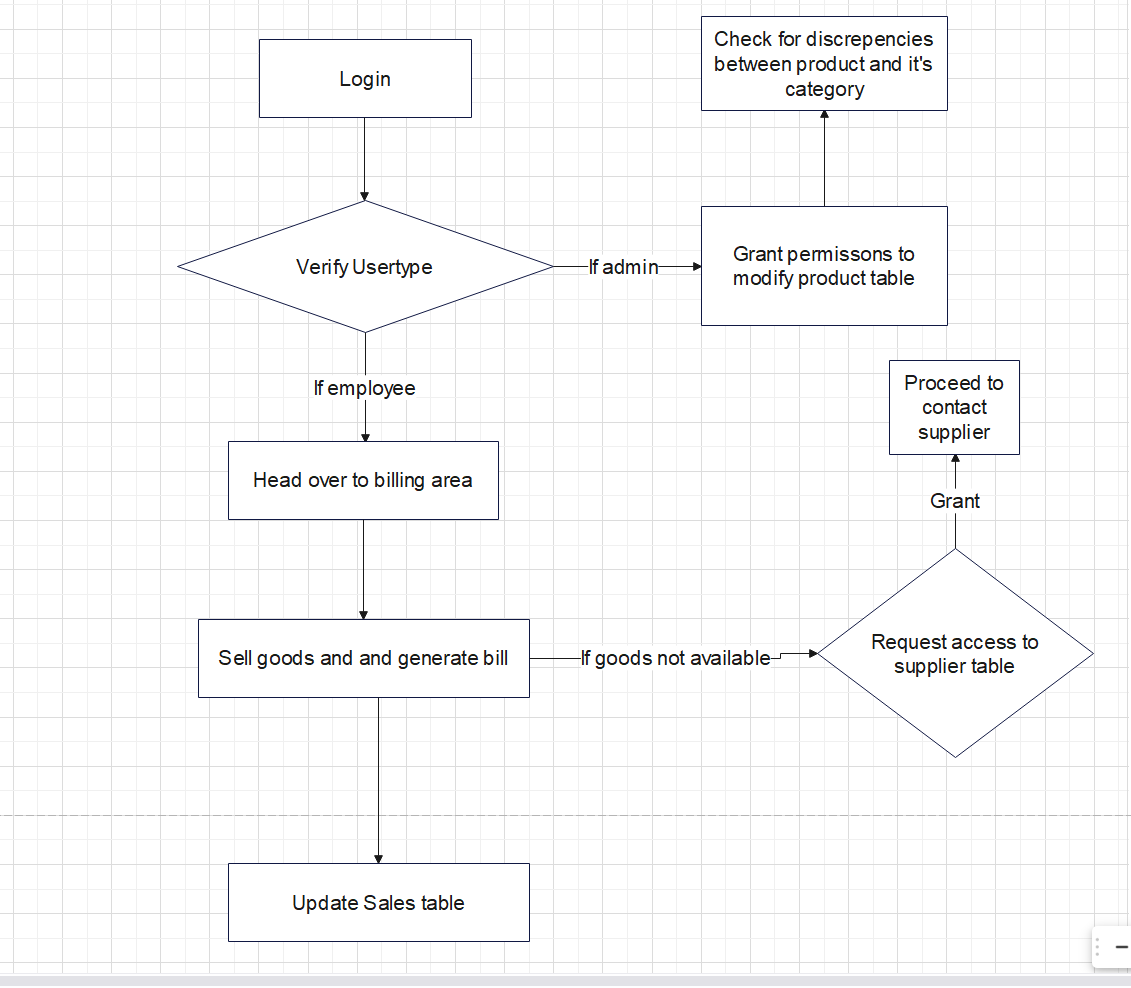 Login
Check for discrepencies
between product and it's
category
Verify Usertype
If admin
Grant permissons to
modify product table
If employee
Proceed to
contact
supplier
Head over to billing area
Grant
Sell goods and and generate bill
If goods not available
Request access to
supplier table
Update Sales table